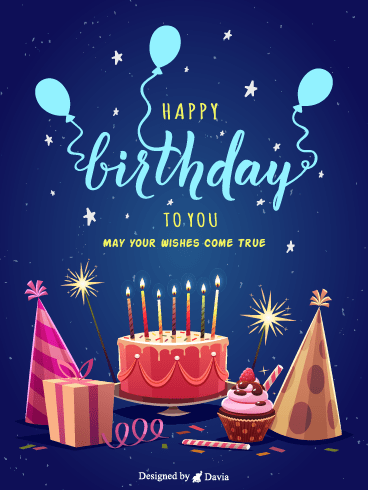 HAPPY
birthday
TO YOU
MAY YOUR WISHES COME TRUE
Designed by Davia